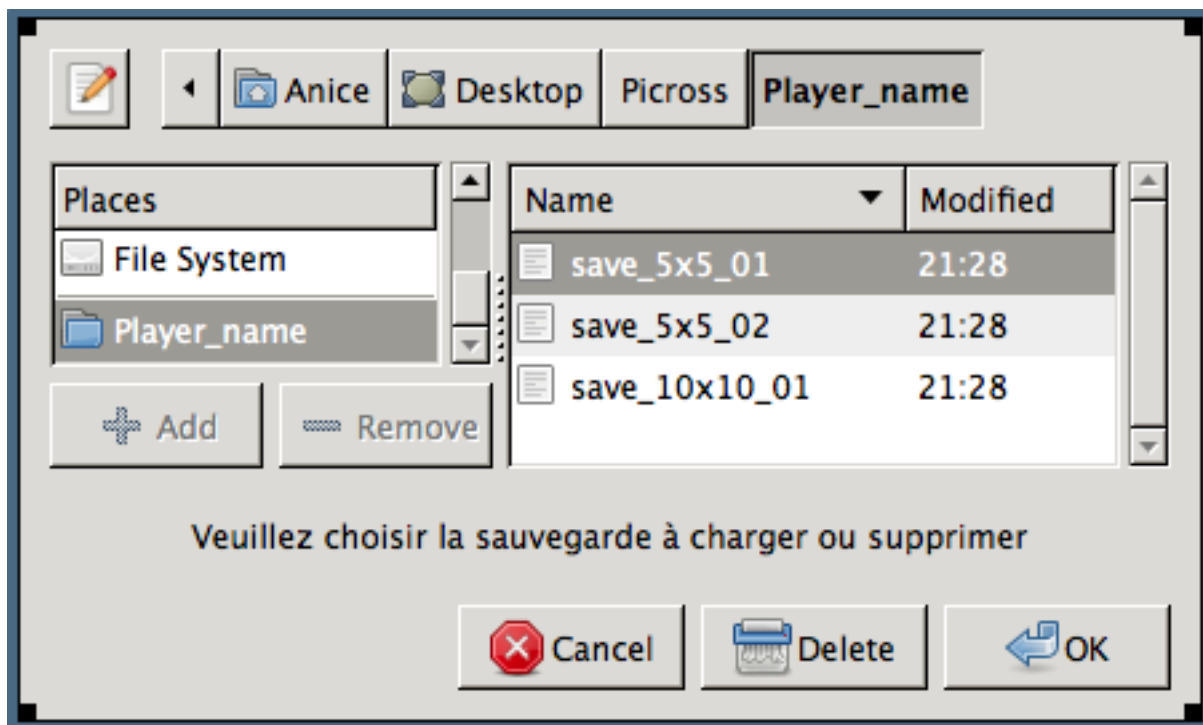 Anice Desktop Picross Player_name
Places
File System
Player_name
Add Remove
Name Modified
save_5x5_01 21:28
save_5x5_02 21:28
save_10x10_01 21:28
Veuillez choisir la sauvegarde à charger ou supprimer
Cancel Delete OK